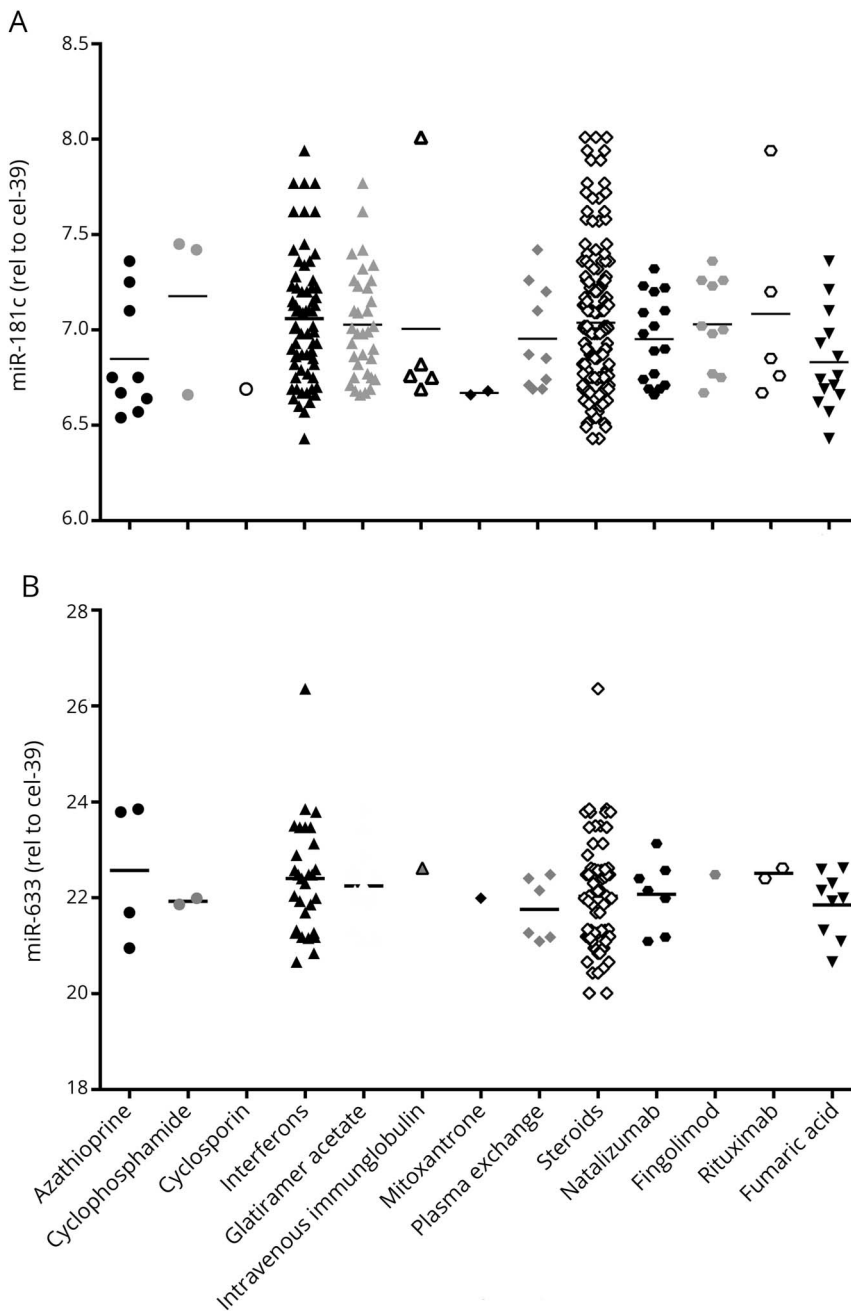 A
8.5
8.0
7.5
7.0
6.5
6.0
miR-181c (rel to cel-39)
B
28
26
24
22
20
18
miR-633 (rel to cel-39)
Azathioprine
Cyclophosphamide
Cyclosporin
Interferons
Glatiramer acetate
Intravenous immunglobulin
Mitoxantrone
Plasma exchange
Steroids
Natalizumab
Fingolimod
Rituximab
Fumaric acid